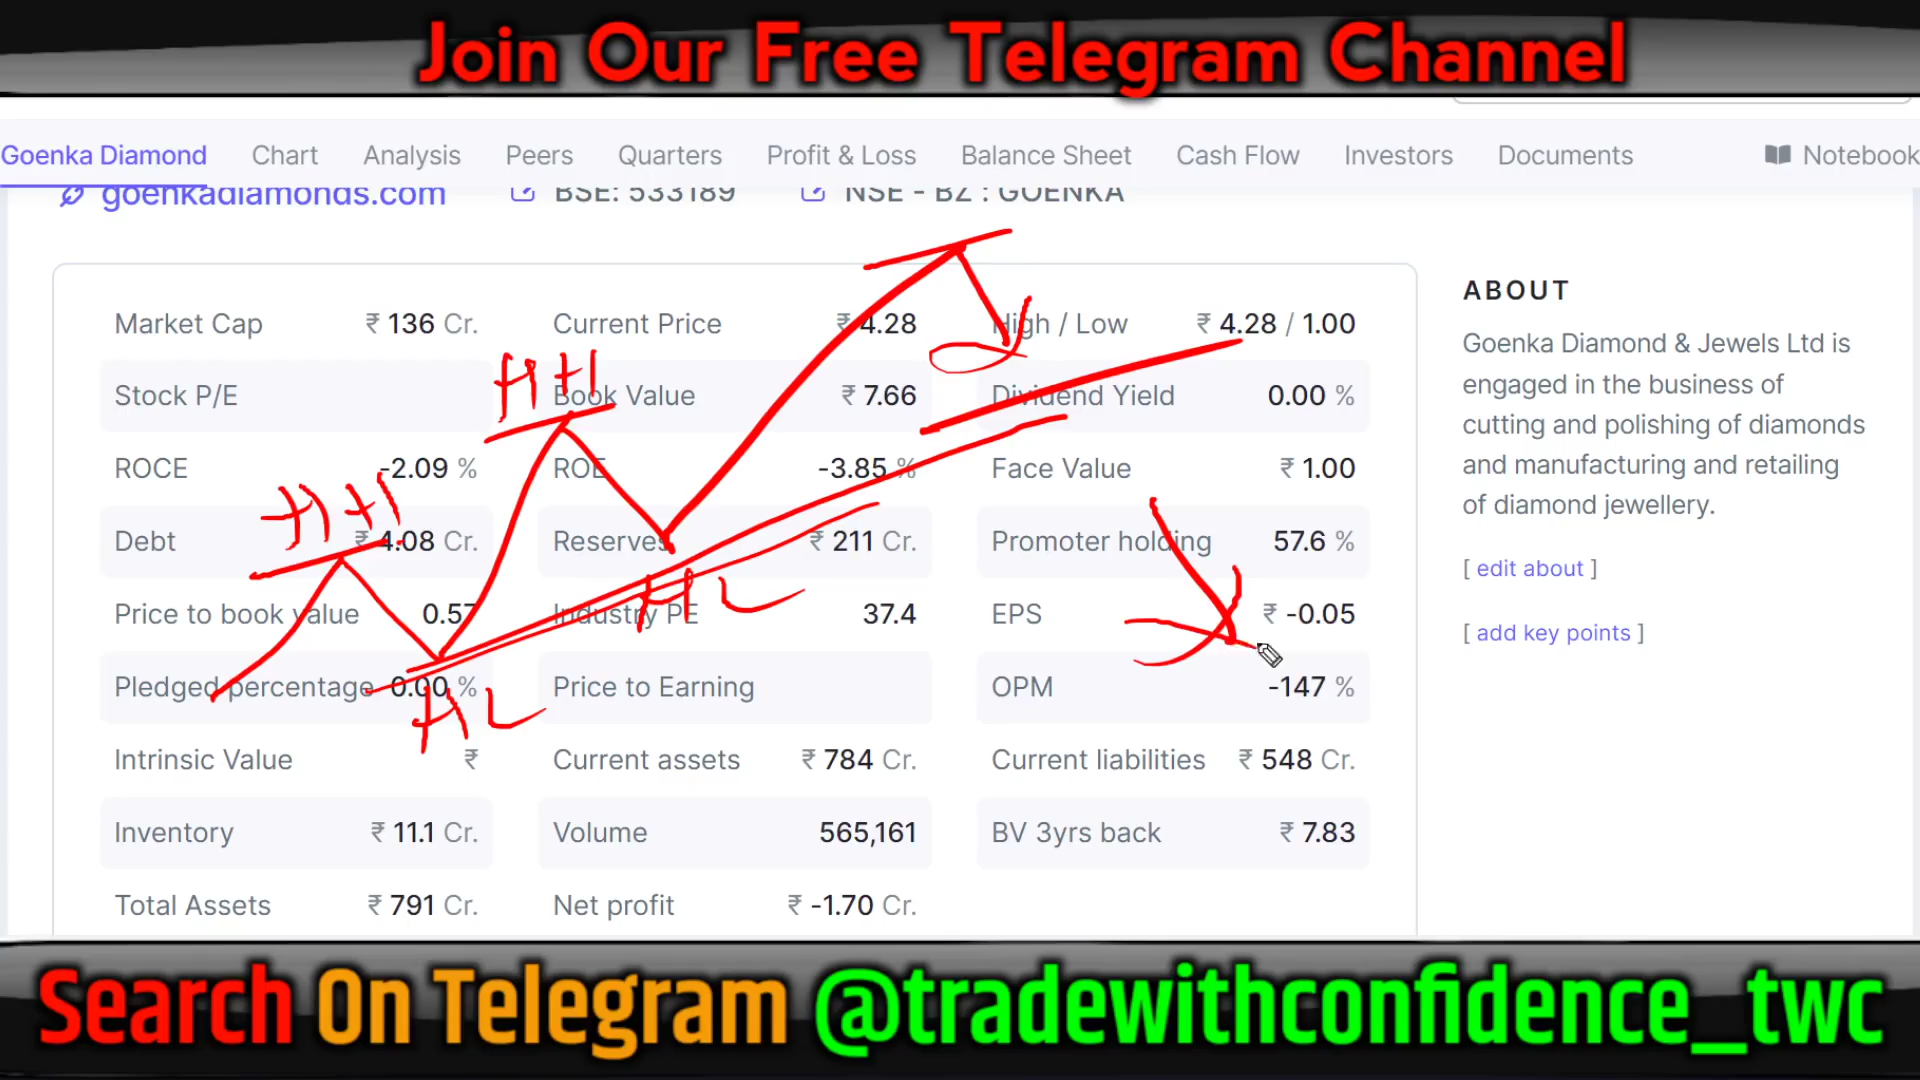 Join Our Free Telegram Channel
Goenka Diamond Chart Analysis Peers Quarters Profit & Loss Balance Sheet Cash Flow Investors Documents Notebook
goenkadiamonds.com BSE: 533189 NSE - BZ : GOENKA
Market Cap ₹ 136 Cr. Current Price ₹ 4.28 High / Low ₹ 4.28 / 1.00
Stock P/E Book Value ₹ 7.66 Dividend Yield 0.00 %
ROCE -2.09 % ROE -3.85 % Face Value ₹ 1.00
Debt ₹ 4.08 Cr. Reserves ₹ 211 Cr. Promoter holding 57.6 %
Price to book value 0.57 Industry PE 37.4 EPS ₹ -0.05
Pledged percentage 0.00 % Price to Earning OPM -147 %
Intrinsic Value ₹ Current assets ₹ 784 Cr. Current liabilities ₹ 548 Cr.
Inventory ₹ 11.1 Cr. Volume 565,161 BV 3yrs back ₹ 7.83
Total Assets ₹ 791 Cr. Net profit ₹ -1.70 Cr.
HH
HH
HL
HL
ABOUT
Goenka Diamond & Jewels Ltd is
engaged in the business of
cutting and polishing of diamonds
and manufacturing and retailing
of diamond jewellery.
[ edit about ]
[ add key points ]
Search On Telegram @tradewithconfidence_twc